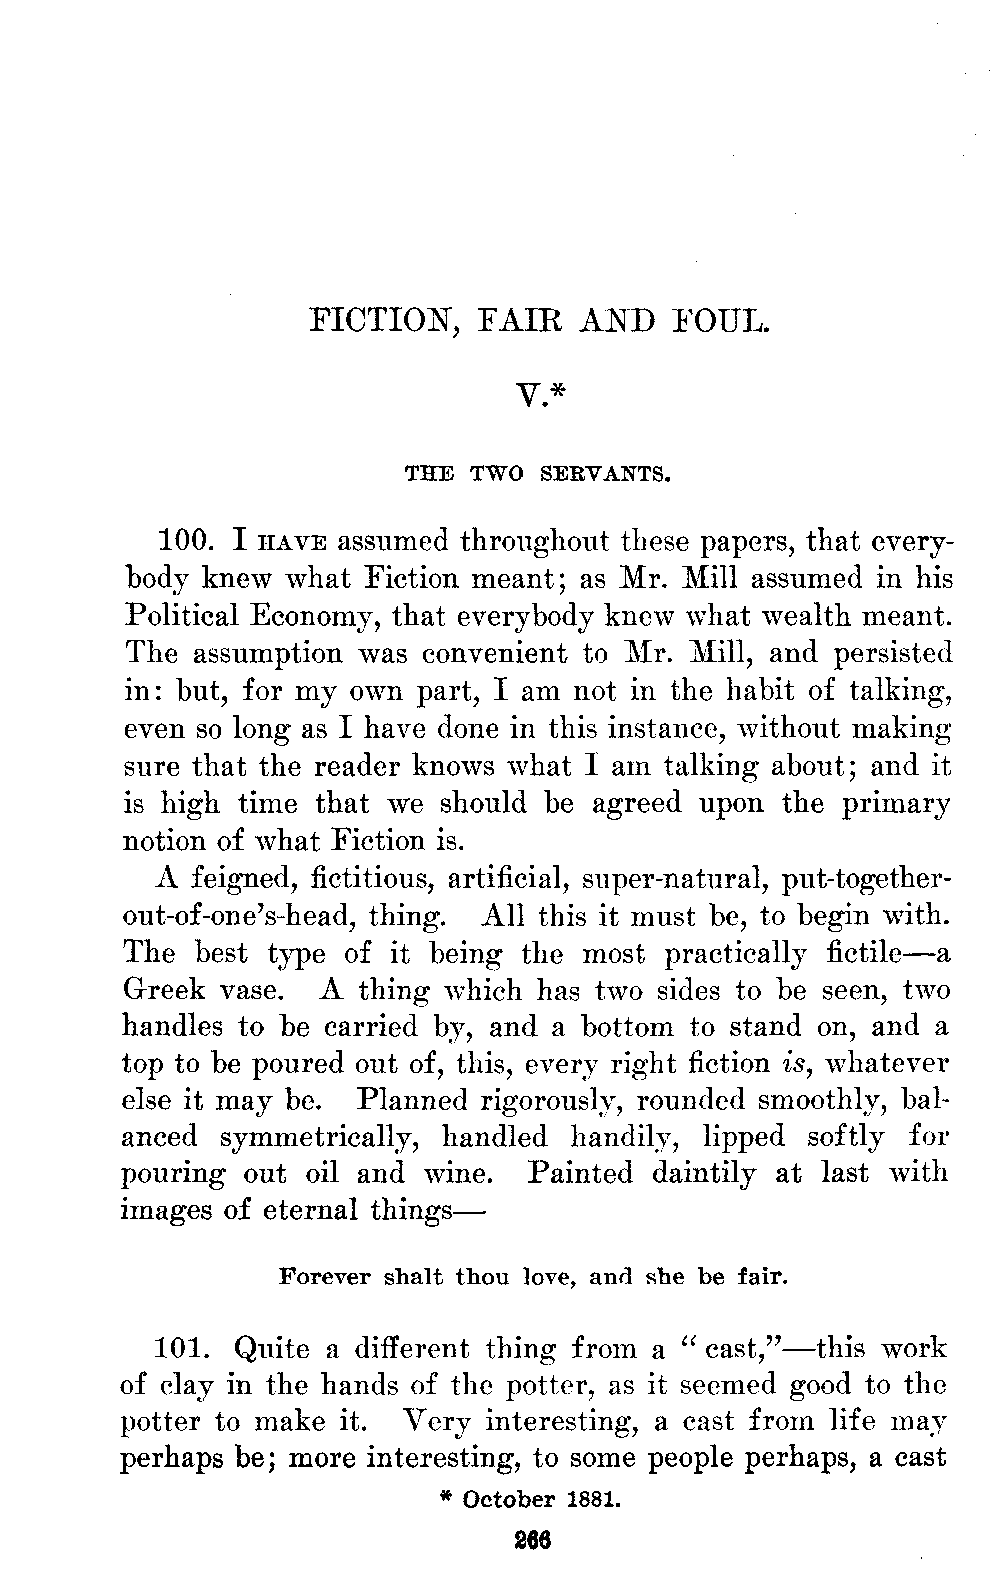 FICTION, FAIR AND FOUL.
V.*
THE TWO SERVANTS.
100. I HAVE assumed throughout these papers, that every-
body knew what Fiction meant; as Mr. Mill assumed in his
Political Economy, that everybody knew what wealth meant.
The assumption was convenient to Mr. Mill, and persisted
in: but, for my own part, I am not in the habit of talking,
even so long as I have done in this instance, without making
sure that the reader knows what I am talking about; and it
is high time that we should be agreed upon the primary
notion of what Fiction is.
A feigned, fictitious, artificial, super-natural, put-together-
out-of-one's-head, thing. All this it must be, to begin with.
The best type of it being the most practically fictile—a
Greek vase. A thing which has two sides to be seen, two
handles to be carried by, and a bottom to stand on, and a
top to be poured out of, this, every right fiction is, whatever
else it may be. Planned rigorously, rounded smoothly, bal-
anced symmetrically, handled handily, lipped softly for
pouring out oil and wine. Painted daintily at last with
images of eternal things—
Forever shalt thou love, and she be fair.
101. Quite a different thing from a "cast,"—this work
of clay in the hands of the potter, as it seemed good to the
potter to make it. Very interesting, a cast from life may
perhaps be; more interesting, to some people perhaps, a cast
* October 1881.
266